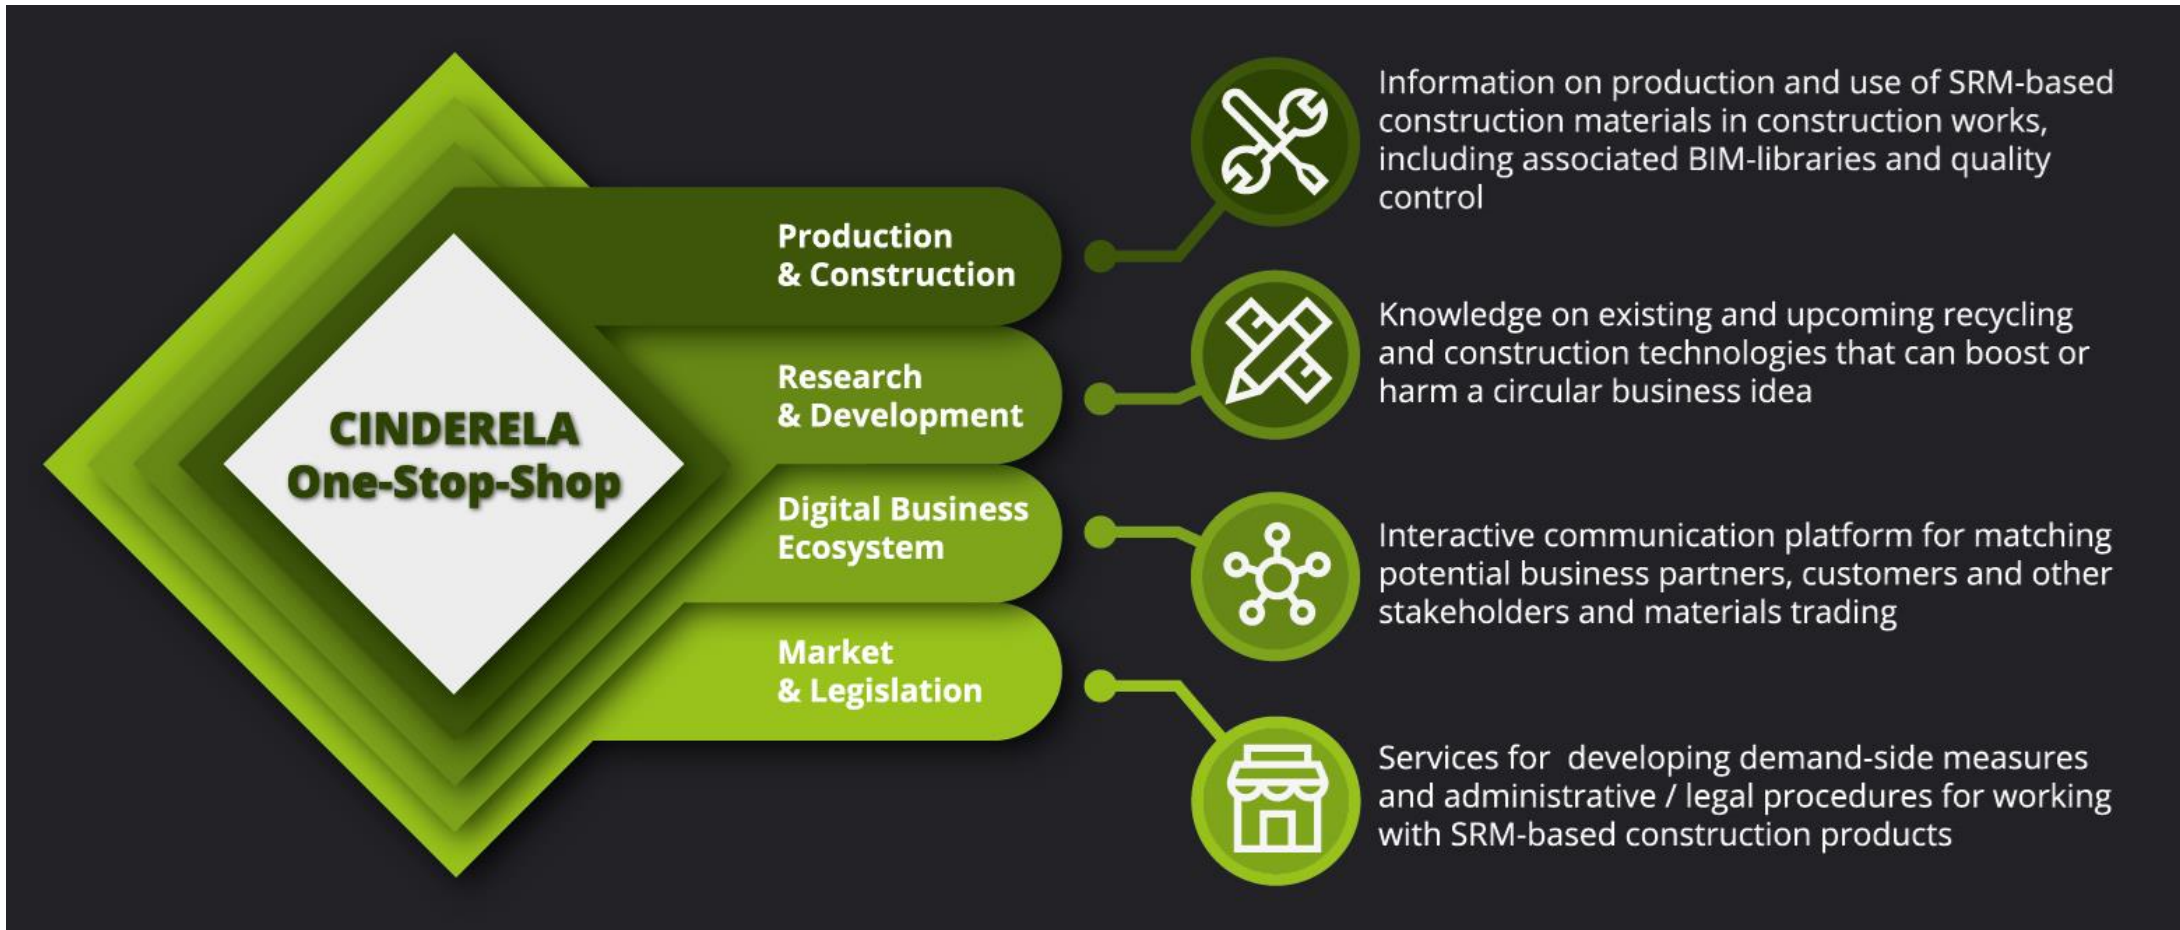 CINDERELA
One-Stop-Shop
Production
& Construction
Information on production and use of SRM-based
construction materials in construction works,
including associated BIM-libraries and quality
control
Research
& Development
Knowledge on existing and upcoming recycling
and construction technologies that can boost or
harm a circular business idea
Digital Business
Ecosystem
Interactive communication platform for matching
potential business partners, customers and other
stakeholders and materials trading
Market
& Legislation
Services for  developing demand-side measures
and administrative / legal procedures for working
with SRM-based construction products